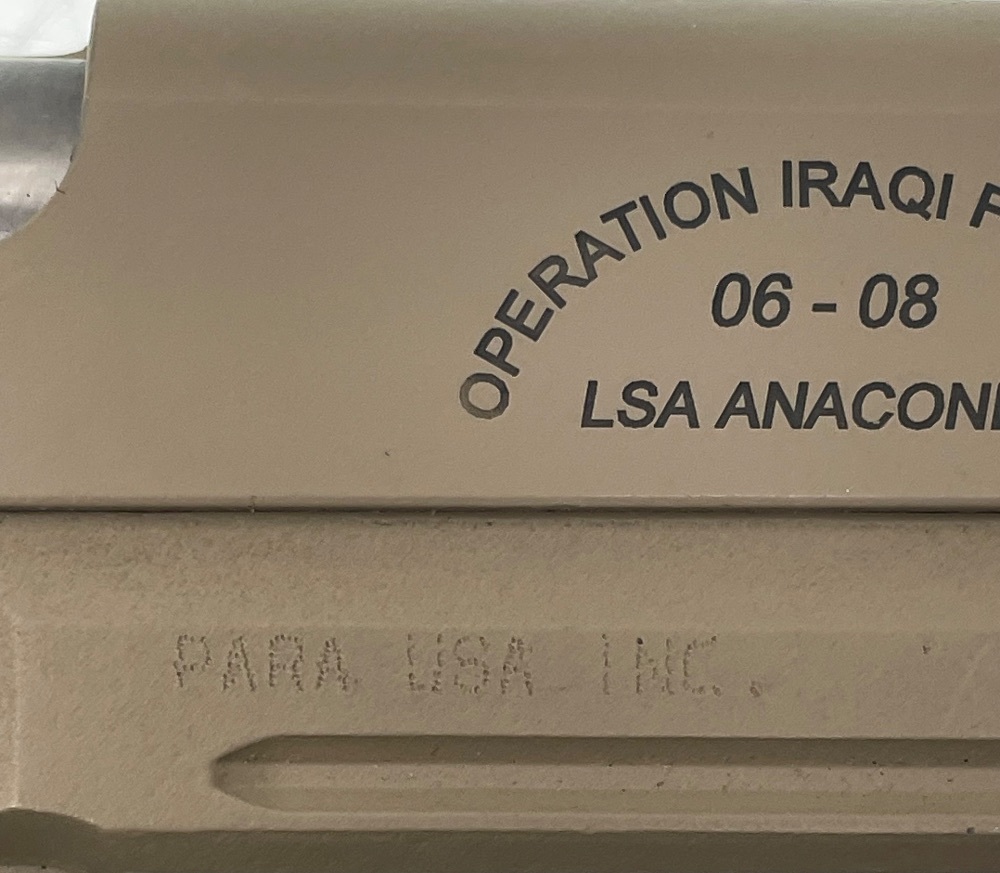 OPERATION IRAQI
06 - 08
LSA
PARA USA INC.